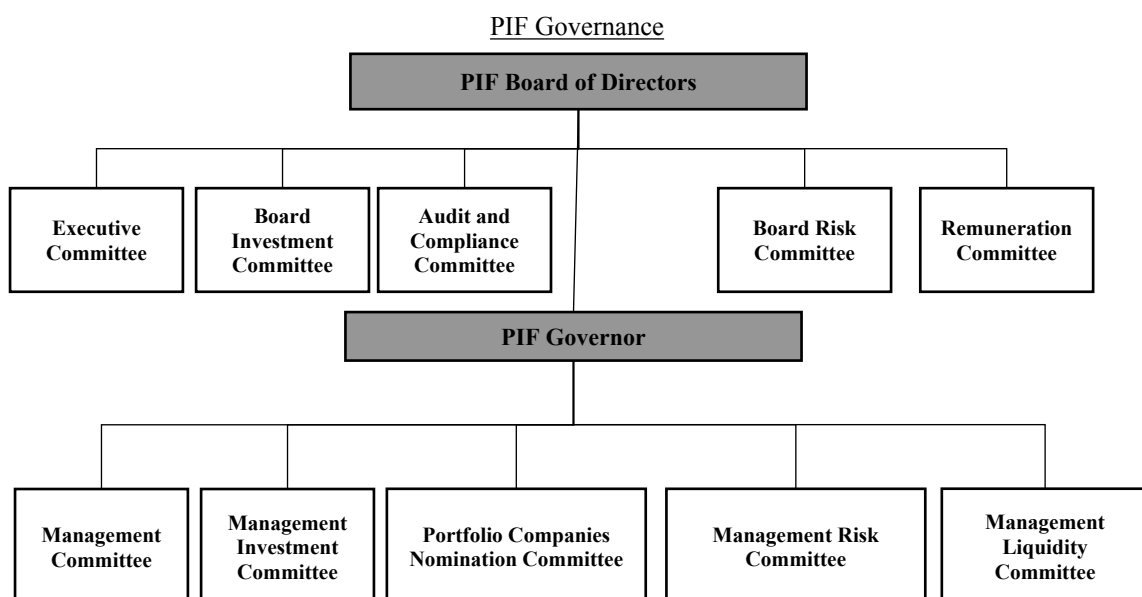 PIF Governance
PIF Board of Directors
Executive
Committee
Board
Investment
Committee
Audit and
Compliance
Committee
Board Risk
Committee
Remuneration
Committee
PIF Governor
Management
Committee
Management
Investment
Committee
Portfolio Companies
Nomination Committee
Management Risk
Committee
Management
Liquidity
Committee